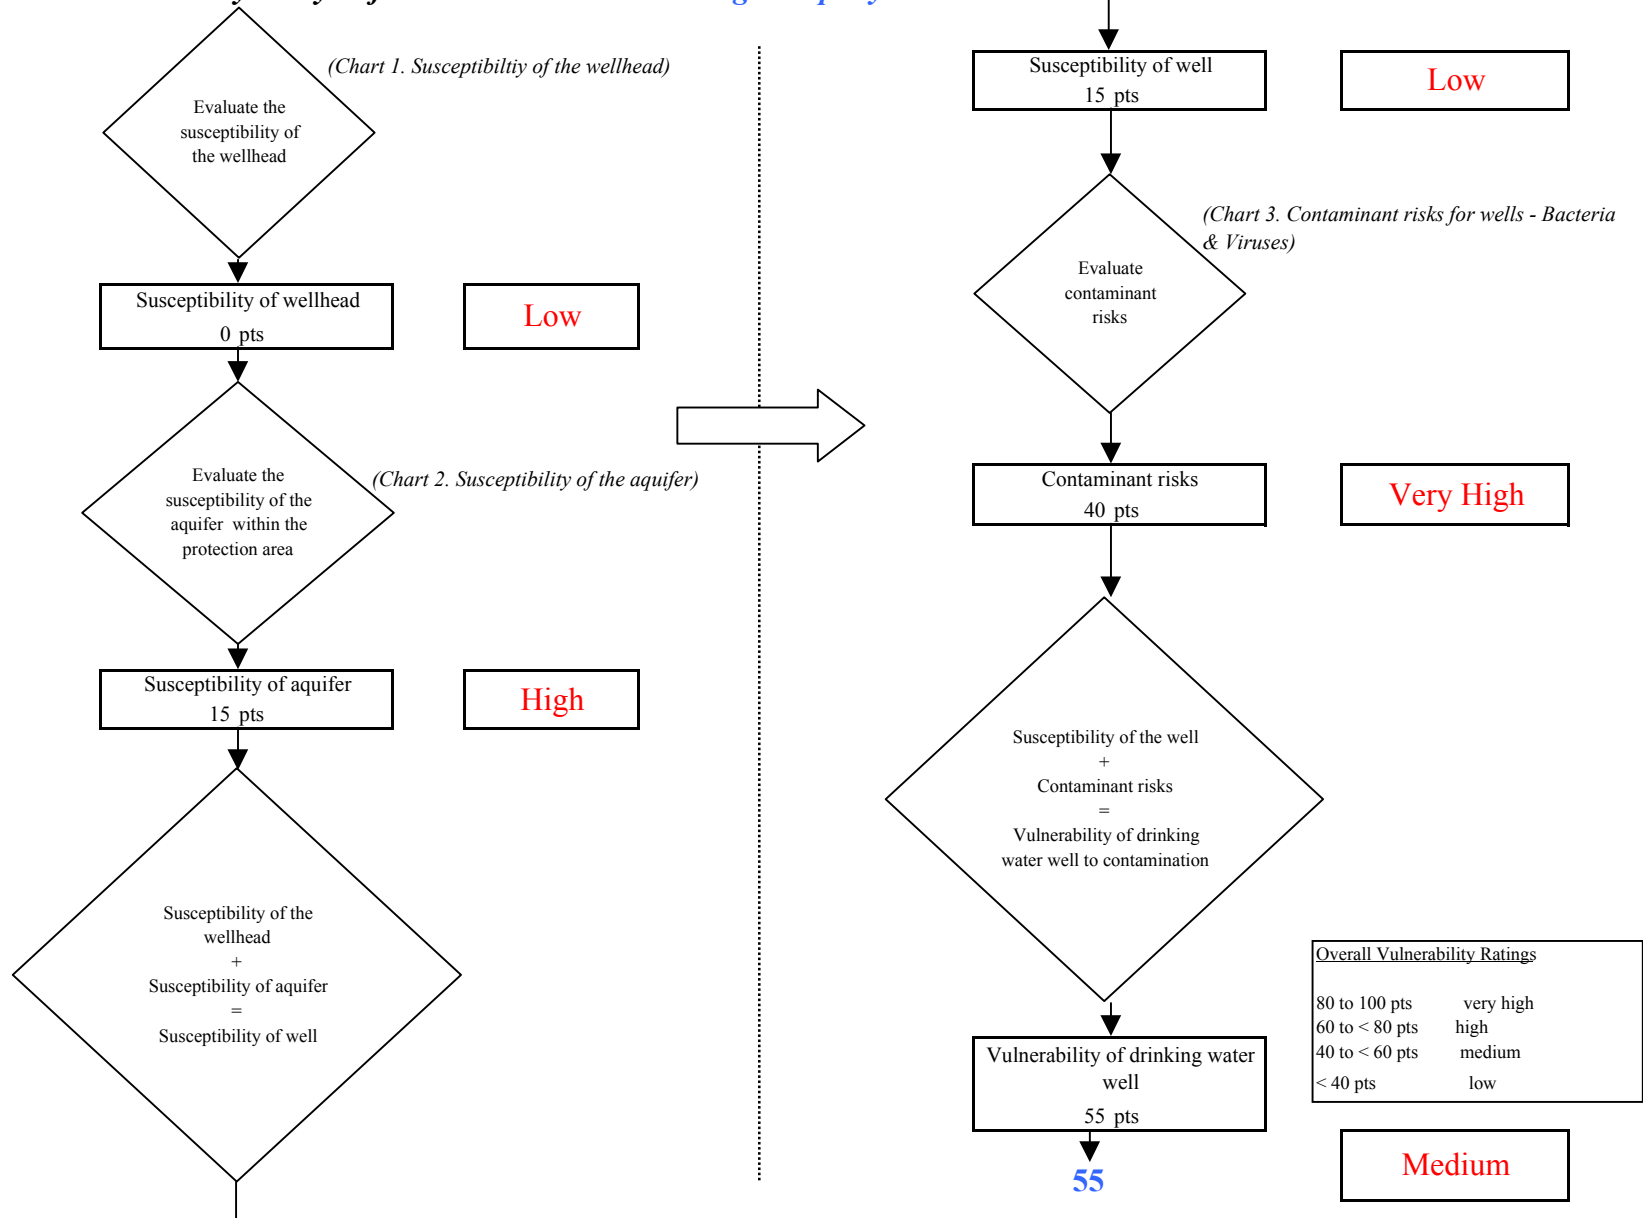 (Chart 1. Susceptibiltiy of the wellhead)
Evaluate the
susceptibility of
the wellhead
Susceptibility of wellhead
0 pts
Low
Evaluate the
susceptibility of the
aquifer within the
protection area
(Chart 2. Susceptibility of the aquifer)
Susceptibility of aquifer
15 pts
High
Susceptibility of the
wellhead
+
Susceptibility of aquifer
=
Susceptibility of well
Susceptibility of well
15 pts
Low
(Chart 3. Contaminant risks for wells - Bacteria
& Viruses)
Evaluate
contaminant
risks
Contaminant risks
40 pts
Very High
Susceptibility of the well
+
Contaminant risks
=
Vulnerability of drinking
water well to contamination
Overall Vulnerability Ratings
80 to 100 pts very high
60 to < 80 pts high
40 to < 60 pts medium
< 40 pts low
Vulnerability of drinking water
well
55 pts
55
Medium